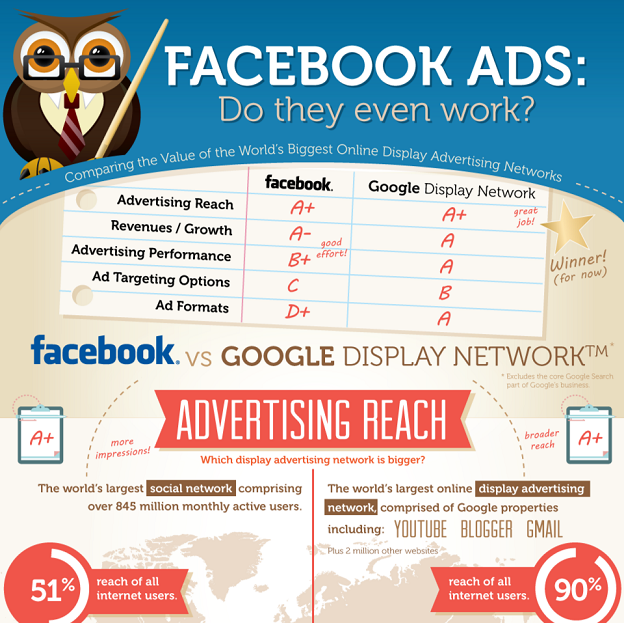 FACEBOOK ADS:
Do they even work?
Comparing the Value of the World's Biggest Online Display Advertising Networks
facebook. Google Display Network
Advertising Reach A+ A+ great job!
Revenues / Growth A- A
Advertising Performance B+ good effort! A
Ad Targeting Options C B
Ad Formats D+ A
Winner!
(for now)
facebook. vs GOOGLE DISPLAY NETWORK™*
* Excludes the core Google Search
part of Google's business.
ADVERTISING REACH
A+
more
impressions!
broader
reach
A+
Which display advertising network is bigger?
The world's largest social network comprising
over 845 million monthly active users.
The world's largest online display advertising
network, comprised of Google properties
including: YOUTUBE BLOGGER GMAIL
Plus 2 million other websites
51% reach of all
internet users.
reach of all
internet users. 90%